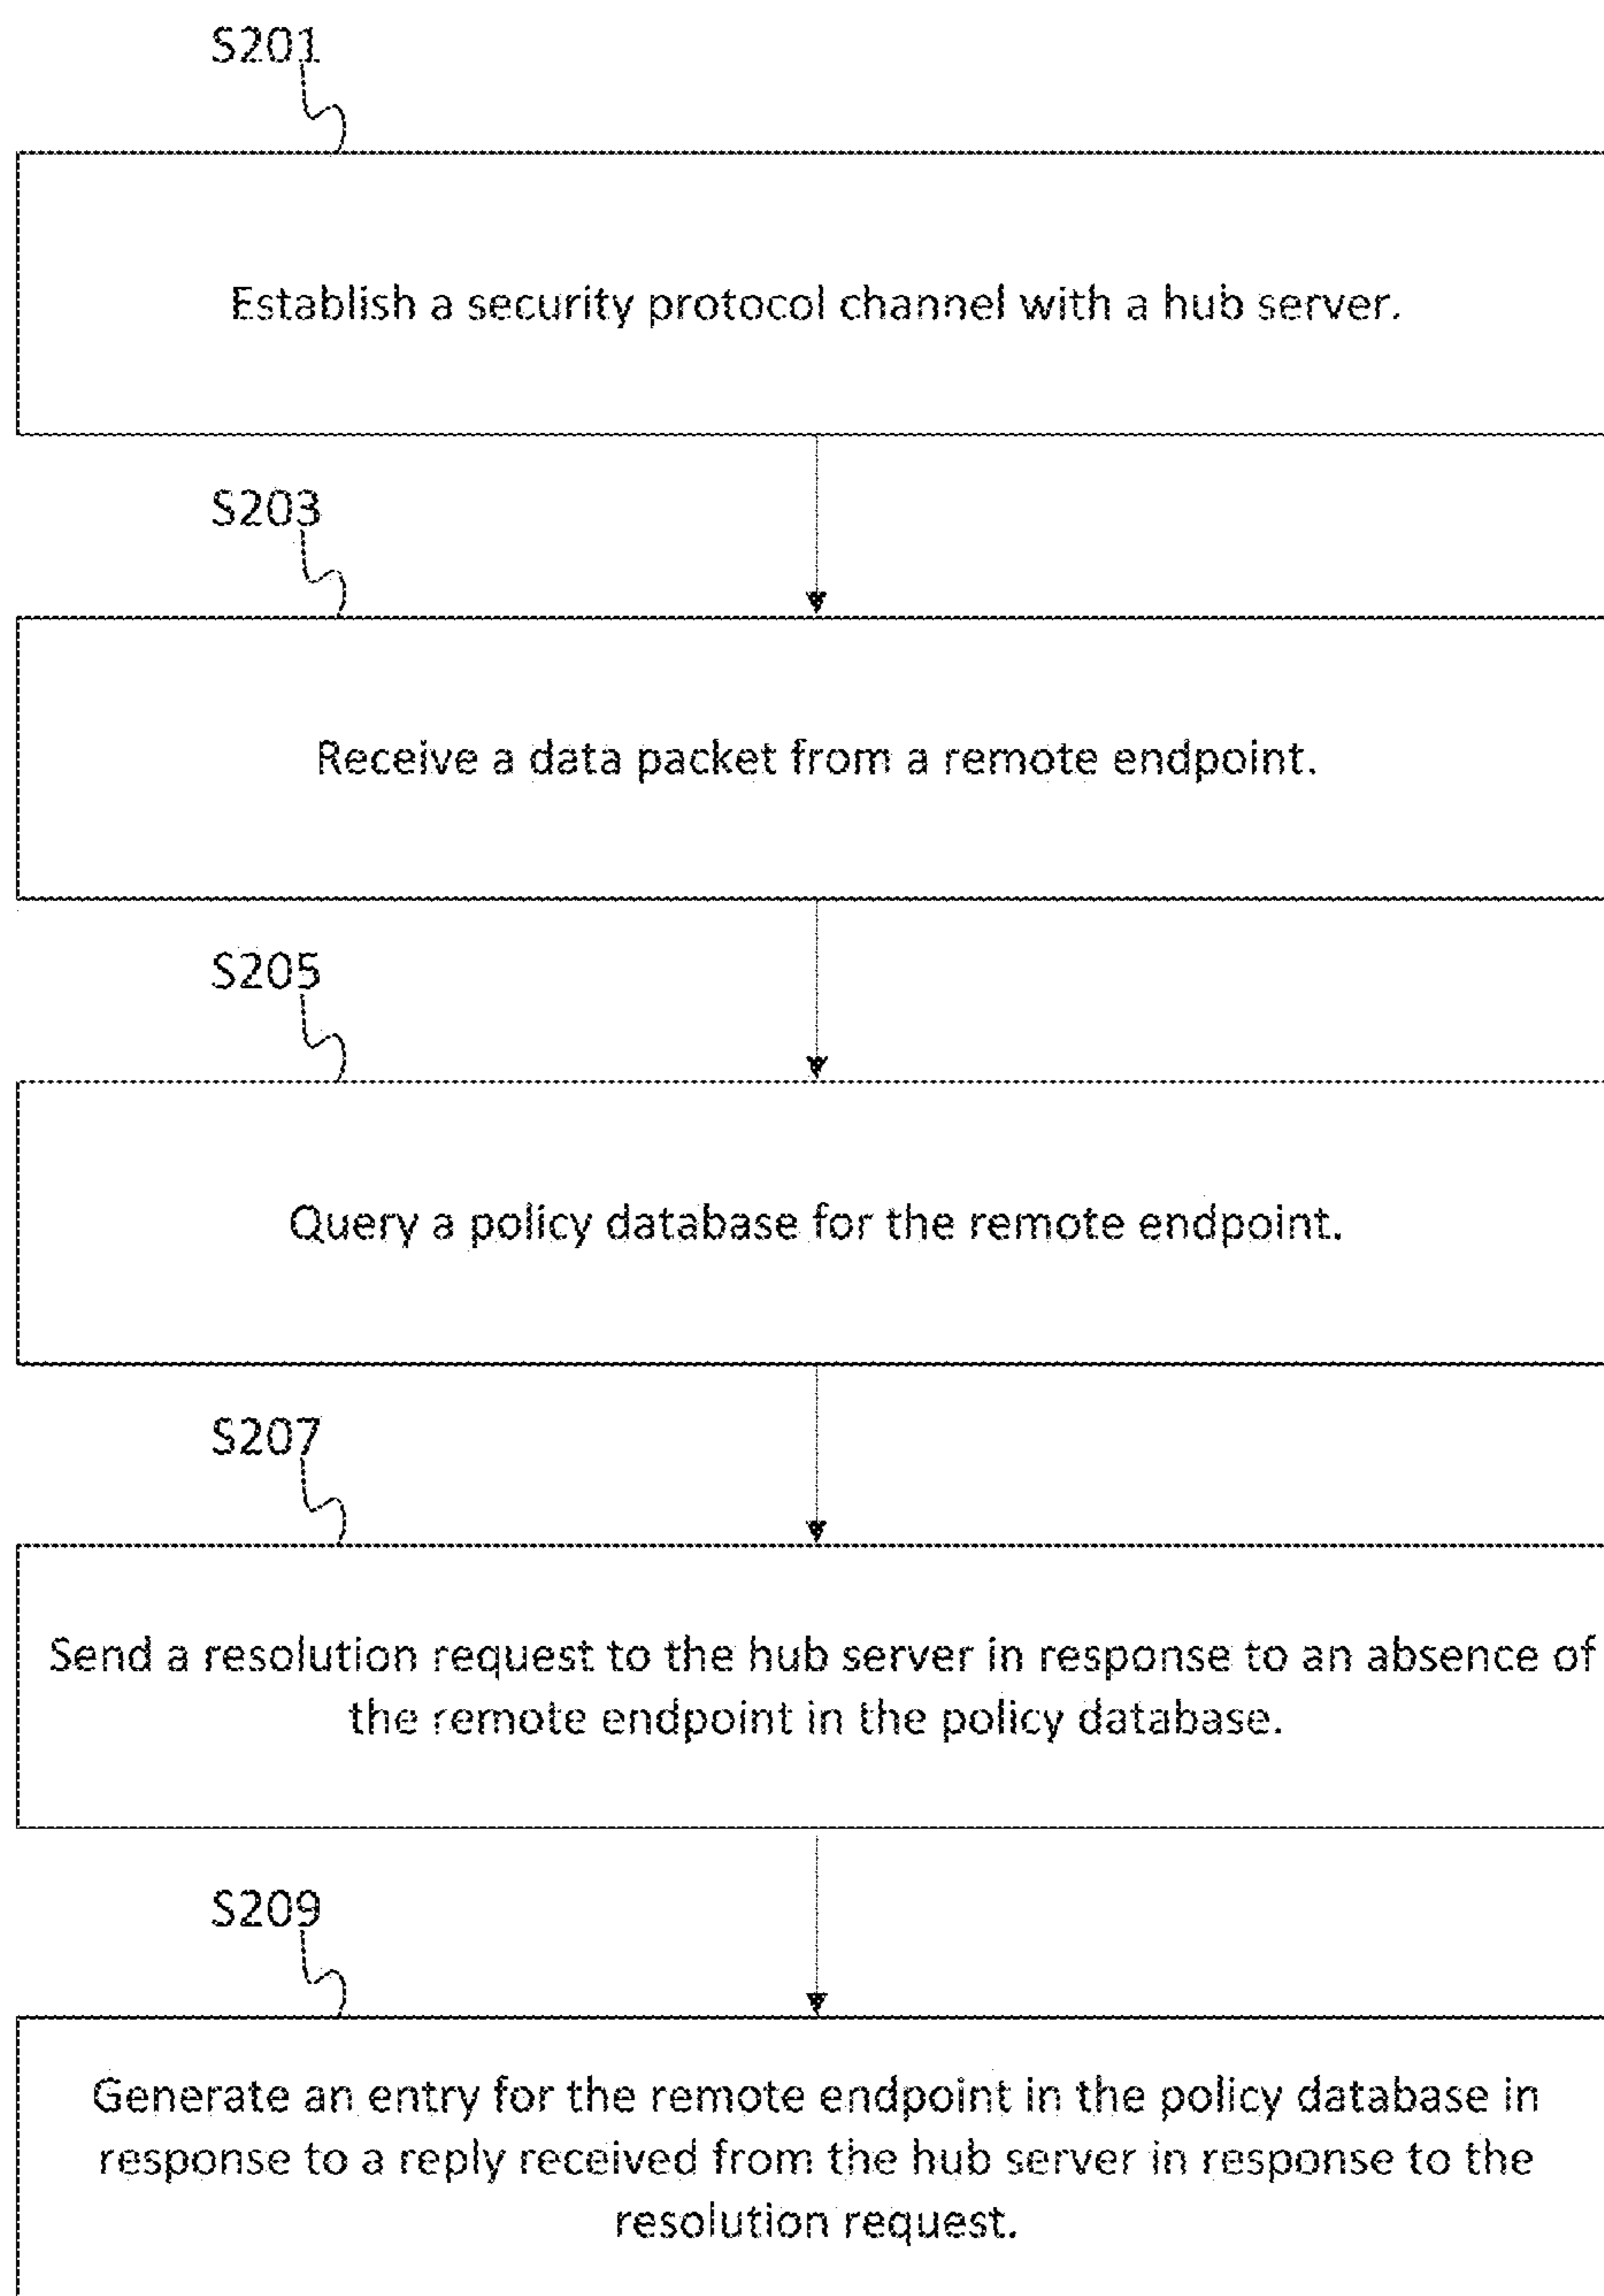 S201
Establish a security protocol channel with a hub server.
S203
Receive a data packet from a remote endpoint.
S205
Query a policy database for the remote endpoint.
S207
Send a resolution request to the hub server in response to an absence of
the remote endpoint in the policy database.
S209
Generate an entry for the remote endpoint in the policy database in
response to a reply received from the hub server in response to the
resolution request.